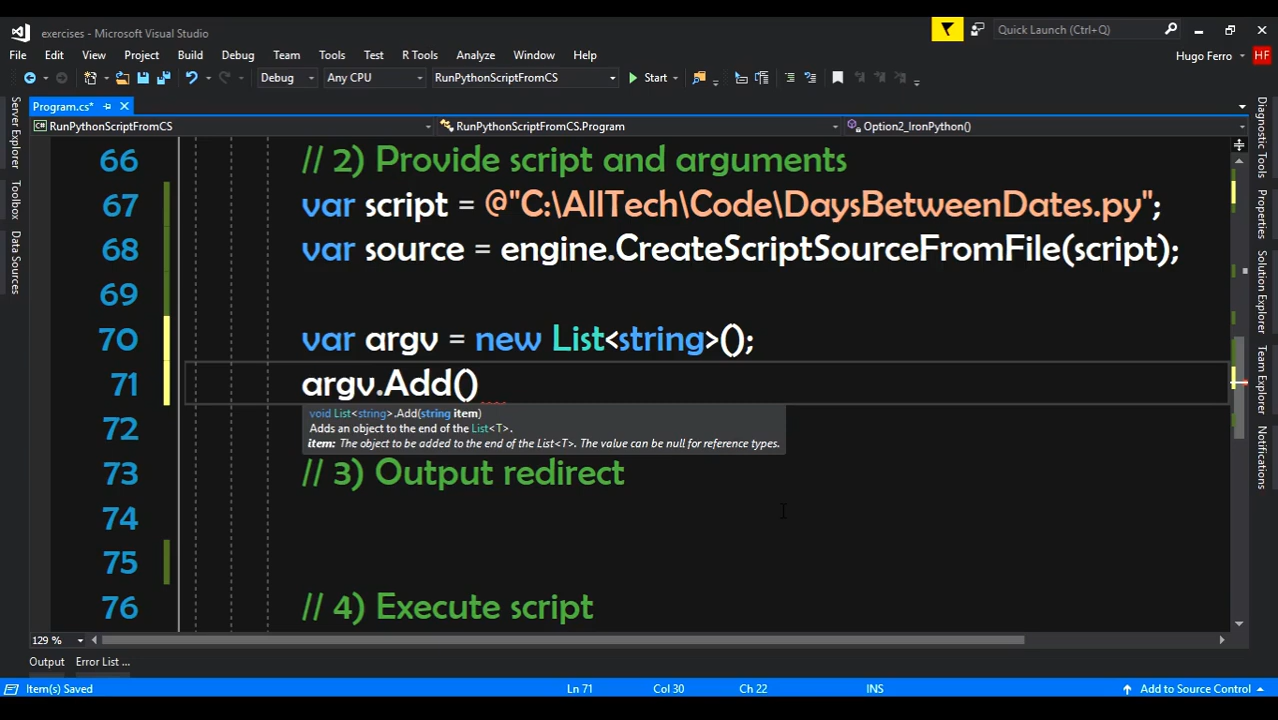 exercises - Microsoft Visual Studio
Quick Launch (Ctrl+Q)
File Edit View Project Build Debug Team Tools Test R Tools Analyze Window Help
Hugo Ferro HF
Debug Any CPU RunPythonScriptFromCS Start
Program.cs*
RunPythonScriptFromCS RunPythonScriptFromCS.Program Option2_IronPython()
Server Explorer
Toolbox
Data Sources
66 // 2) Provide script and arguments
67 var script = @"C:\AllTech\Code\DaysBetweenDates.py";
68 var source = engine.CreateScriptSourceFromFile(script);
69
70 var argv = new List<string>();
71 argv.Add()
void List<string>.Add(string item)
72 Adds an object to the end of the List<T>.
item: The object to be added to the end of the List<T>. The value can be null for reference types.
73 // 3) Output redirect
74
75
76 // 4) Execute script
Diagnostic Tools
Properties
Solution Explorer
Team Explorer
Notifications
129 %
Output Error List ...
Item(s) Saved Ln 71 Col 30 Ch 22 INS Add to Source Control